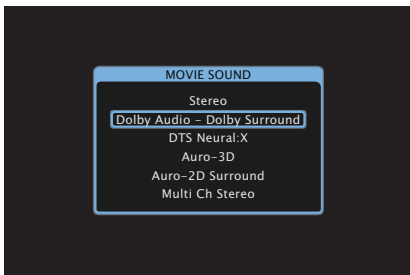 MOVIE SOUND
Stereo
Dolby Audio – Dolby Surround
DTS Neural:X
Auro-3D
Auro-2D Surround
Multi Ch Stereo